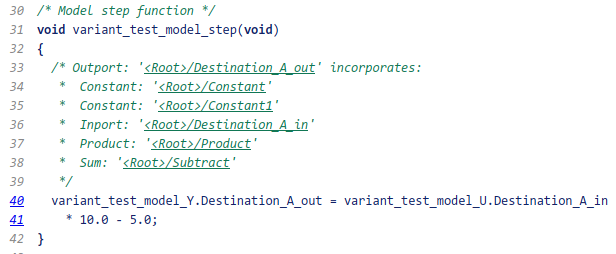 30 /* Model step function */
31 void variant_test_model_step(void)
32 {
33 /* Outport: '<Root>/Destination_A_out' incorporates:
34 * Constant: '<Root>/Constant'
35 * Constant: '<Root>/Constant1'
36 * Inport: '<Root>/Destination_A_in'
37 * Product: '<Root>/Product'
38 * Sum: '<Root>/Subtract'
39 */
40 variant_test_model_Y.Destination_A_out = variant_test_model_U.Destination_A_in
41 * 10.0 - 5.0;
42 }